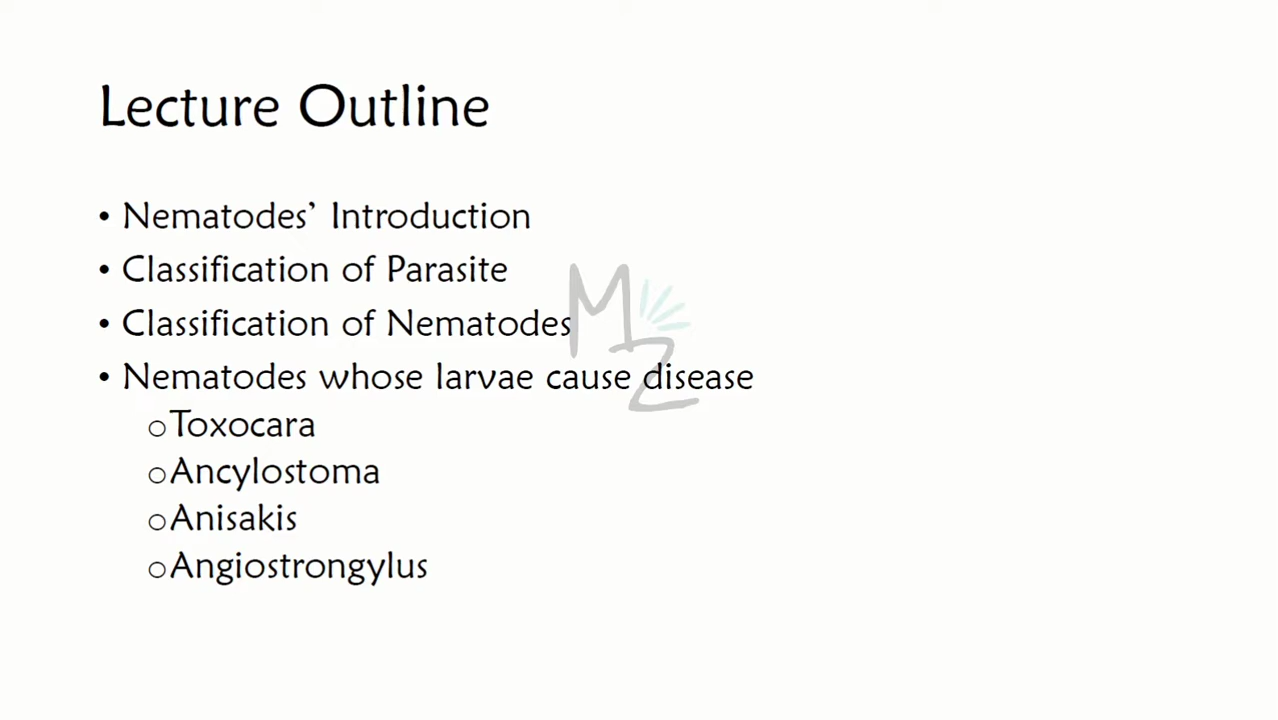 Lecture Outline
• Nematodes’ Introduction
• Classification of Parasite
• Classification of Nematodes
• Nematodes whose larvae cause disease
o Toxocara
o Ancylostoma
o Anisakis
o Angiostrongylus
MZ